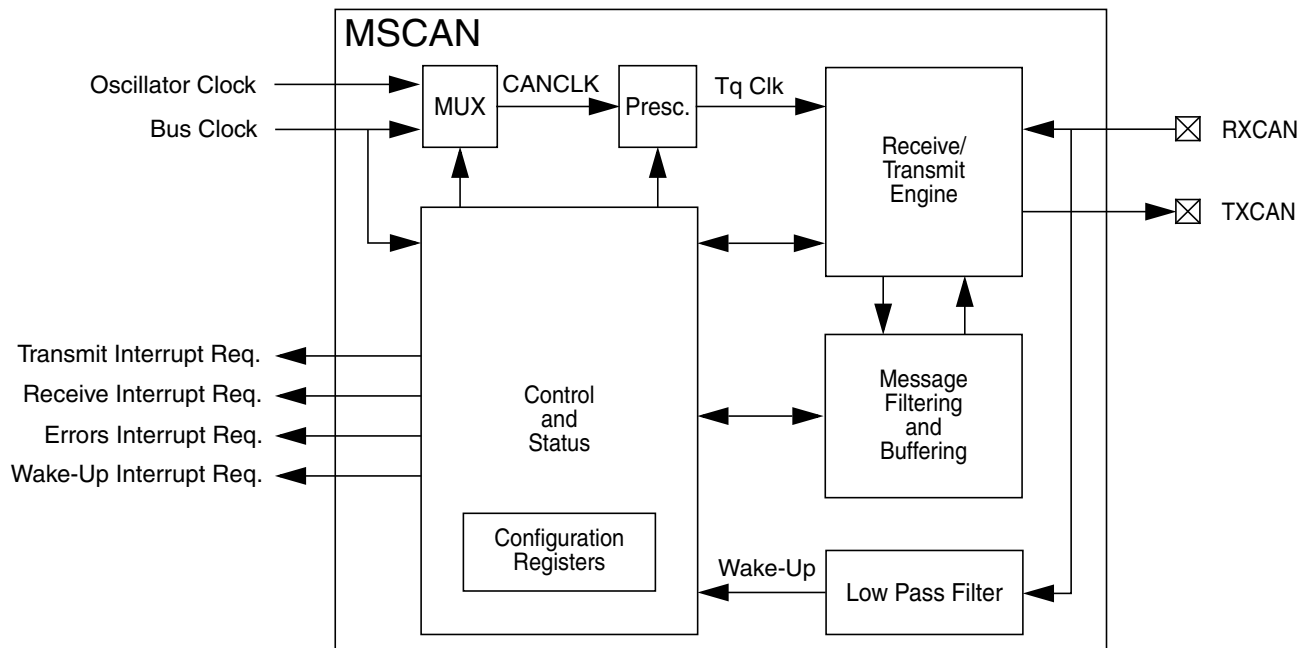 MSCAN
Oscillator Clock
Bus Clock
MUX
CANCLK
Presc.
Tq Clk
Receive/
Transmit
Engine
RXCAN
TXCAN
Transmit Interrupt Req.
Receive Interrupt Req.
Errors Interrupt Req.
Wake-Up Interrupt Req.
Control
and
Status
Message
Filtering
and
Buffering
Configuration
Registers
Wake-Up
Low Pass Filter